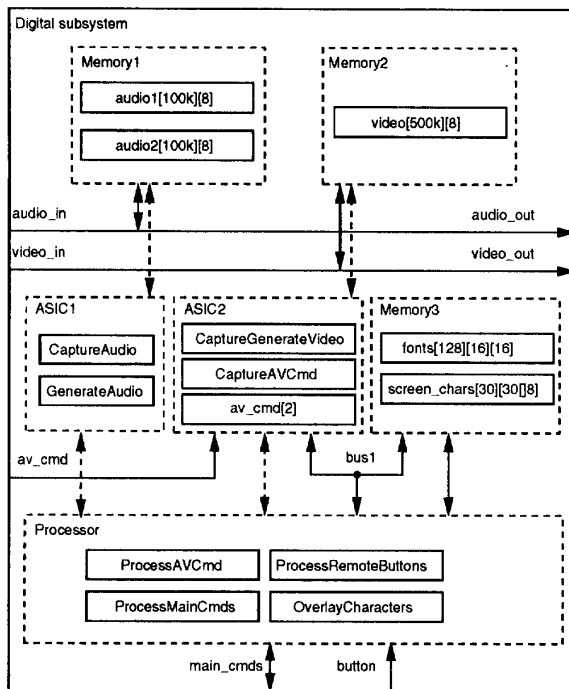 Digital subsystem
Memory1
Memory2
audio1[100k][8]
audio2[100k][8]
video[500k][8]
audio_in
audio_out
video_in
video_out
ASIC1
ASIC2
Memory3
CaptureAudio
GenerateAudio
CaptureGenerateVideo
CaptureAVCmd
av_cmd[2]
fonts[128][16][16]
screen_chars[30][30[]8]
av_cmd
bus1
Processor
ProcessAVCmd
ProcessRemoteButtons
ProcessMainCmds
OverlayCharacters
main_cmds
button